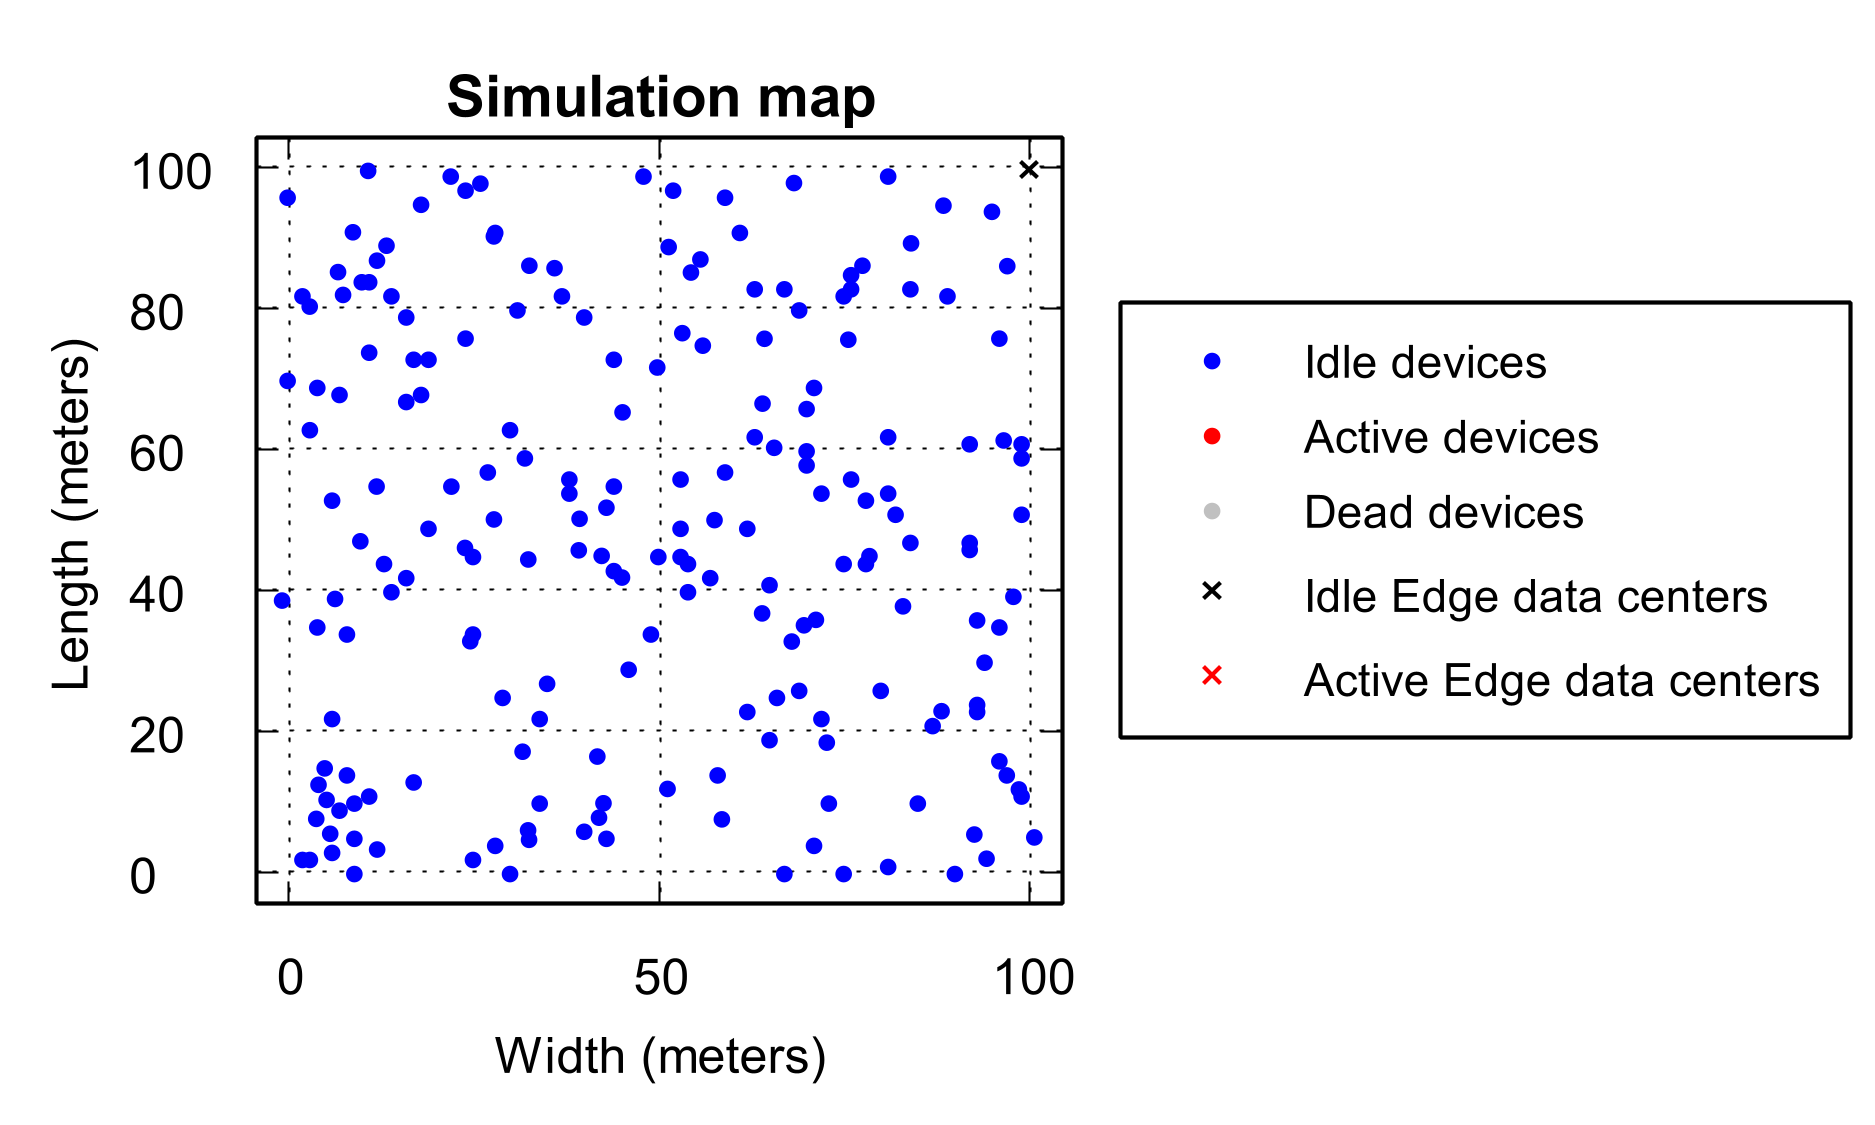 Simulation map
100
80
60
40
20
0
Length (meters)
0 50 100
Width (meters)
Idle devices
Active devices
Dead devices
Idle Edge data centers
Active Edge data centers